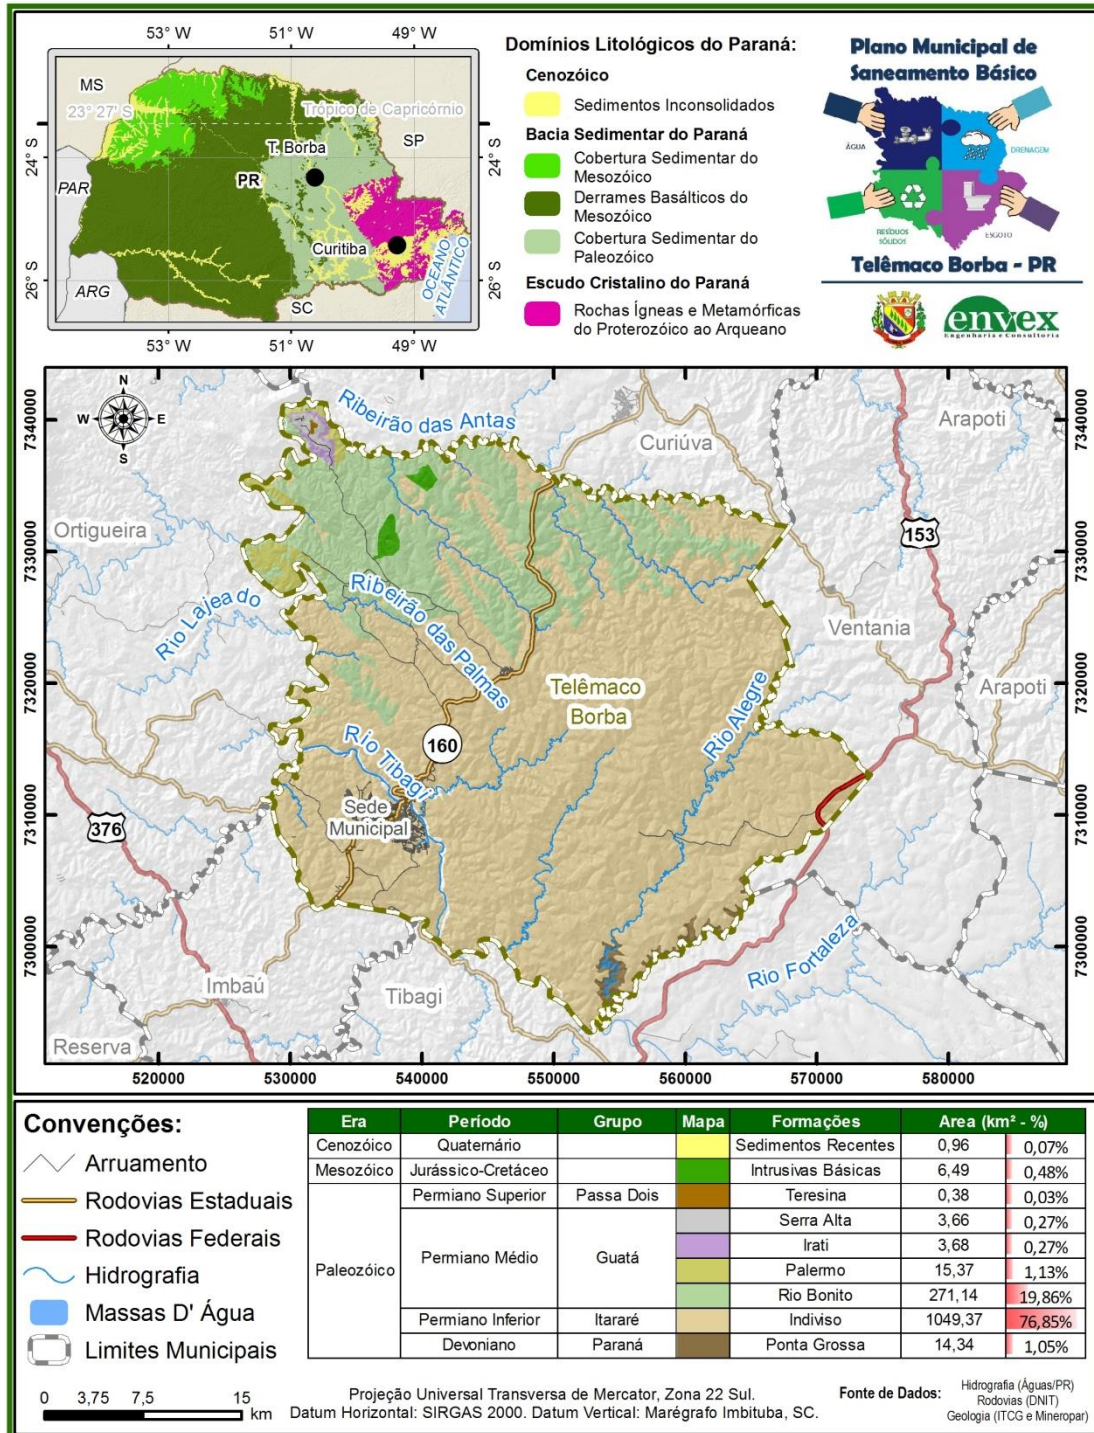 53° W 51° W 49° W
MS
23° 27' S
Trópico de Capricórnio
24° S
SP
24° S
T. Borba
PAR
PR
Curitiba
26° S
ARG
SC
OCEANO
ATLÂNTICO
26° S
53° W 51° W 49° W
Domínios Litológicos do Paraná:
Cenozóico
Sedimentos Inconsolidados
Bacia Sedimentar do Paraná
Cobertura Sedimentar do
Mesozóico
Derrames Basálticos do
Mesozóico
Cobertura Sedimentar do
Paleozóico
Escudo Cristalino do Paraná
Rochas Ígneas e Metamórficas
do Proterozóico ao Arqueano
Plano Municipal de
Saneamento Básico
ÁGUA
DRENAGEM
RESÍDUOS
SÓLIDOS
ESGOTO
Telêmaco Borba - PR
envex
Engenharia e Consultoria
N
W E
S
Ribeirão das Antas
Curiúva
Arapoti
7340000
7340000
Ortigueira
153
7330000
7330000
Rio Lajeado
Ribeirão das Palmas
Ventania
7320000
Telêmaco
Borba
Rio Alegre
Arapoti
7320000
Rio Tibagi
160
Sede
Municipal
376
7310000
7310000
7300000
7300000
Imbaú
Tibagi
Rio Fortaleza
Reserva
520000 530000 540000 550000 560000 570000 580000
Convenções:
Arruamento
Rodovias Estaduais
Rodovias Federais
Hidrografia
Massas D' Água
Limites Municipais
Era Período Grupo Mapa Formações Area (km² - %)
Cenozóico Quaternário Sedimentos Recentes 0,96 0,07%
Mesozóico Jurássico-Cretáceo Intrusivas Básicas 6,49 0,48%
Paleozóico Permiano Superior Passa Dois Teresina 0,38 0,03%
Permiano Médio Guatá Serra Alta 3,66 0,27%
Irati 3,68 0,27%
Palermo 15,37 1,13%
Rio Bonito 271,14 19,86%
Permiano Inferior Itararé Indiviso 1049,37 76,85%
Devoniano Paraná Ponta Grossa 14,34 1,05%
0 3,75 7,5 15
km
Projeção Universal Transversa de Mercator, Zona 22 Sul.
Datum Horizontal: SIRGAS 2000. Datum Vertical: Marégrafo Imbituba, SC.
Fonte de Dados:
Hidrografia (Águas/PR)
Rodovias (DNIT)
Geologia (ITCG e Mineropar)